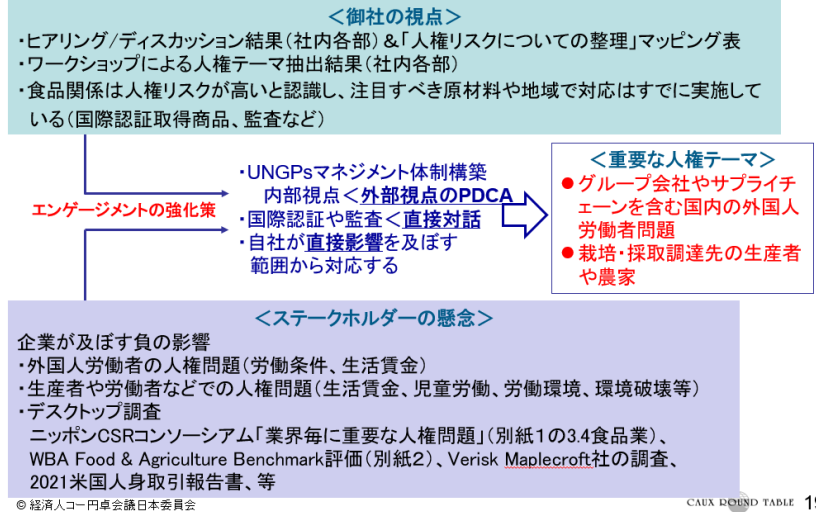 ＜御社の視点＞
・ヒアリング/ディスカッション結果（社内各部）＆「人権リスクについての整理」マッピング表
・ワークショップによる人権テーマ抽出結果（社内各部）
・食品関係は人権リスクが高いと認識し、注目すべき原材料や地域で対応はすでに実施して
いる（国際認証取得商品、監査など）
エンゲージメントの強化策
・UNGPsマネジメント体制構築
内部視点＜外部視点のPDCA
・国際認証や監査＜直接対話
・自社が直接影響を及ぼす
範囲から対応する
＜重要な人権テーマ＞
●グループ会社やサプライチ
ェーンを含む国内の外国人
労働者問題
●栽培・採取調達先の生産者
や農家
＜ステークホルダーの懸念＞
企業が及ぼす負の影響
・外国人労働者の人権問題（労働条件、生活賃金）
・生産者や労働者などでの人権問題（生活賃金、児童労働、労働環境、環境破壊等）
・デスクトップ調査
ニッポンCSRコンソーシアム「業界毎に重要な人権問題」（別紙１の3.4食品業）、
WBA Food & Agriculture Benchmark評価（別紙２）、Verisk Maplecroft社の調査、
2021米国人身取引報告書、等
© 経済人コー円卓会議日本委員会
CAUX ROUND TABLE